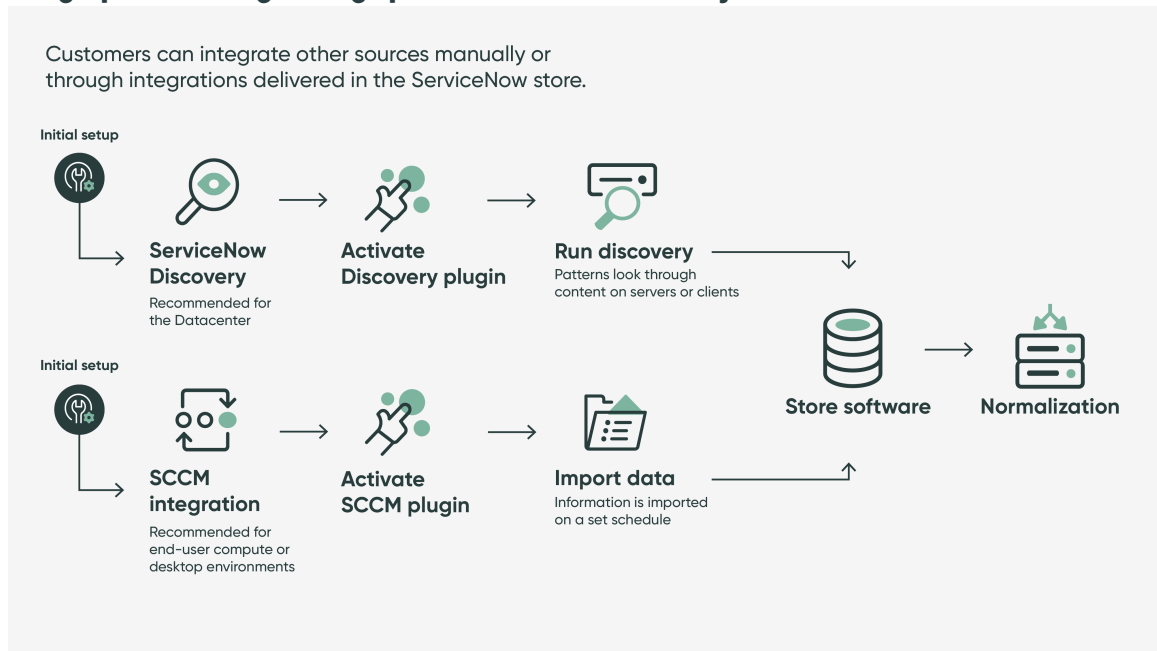 Customers can integrate other sources manually or
through integrations delivered in the ServiceNow store.
Initial setup
ServiceNow
Discovery
Recommended for
the Datacenter
Activate
Discovery plugin
Run discovery
Patterns look through
content on servers or clients
Initial setup
SCCM
integration
Recommended for
end-user compute or
desktop environments
Activate
SCCM plugin
Import data
Information is imported
on a set schedule
Store software
Normalization